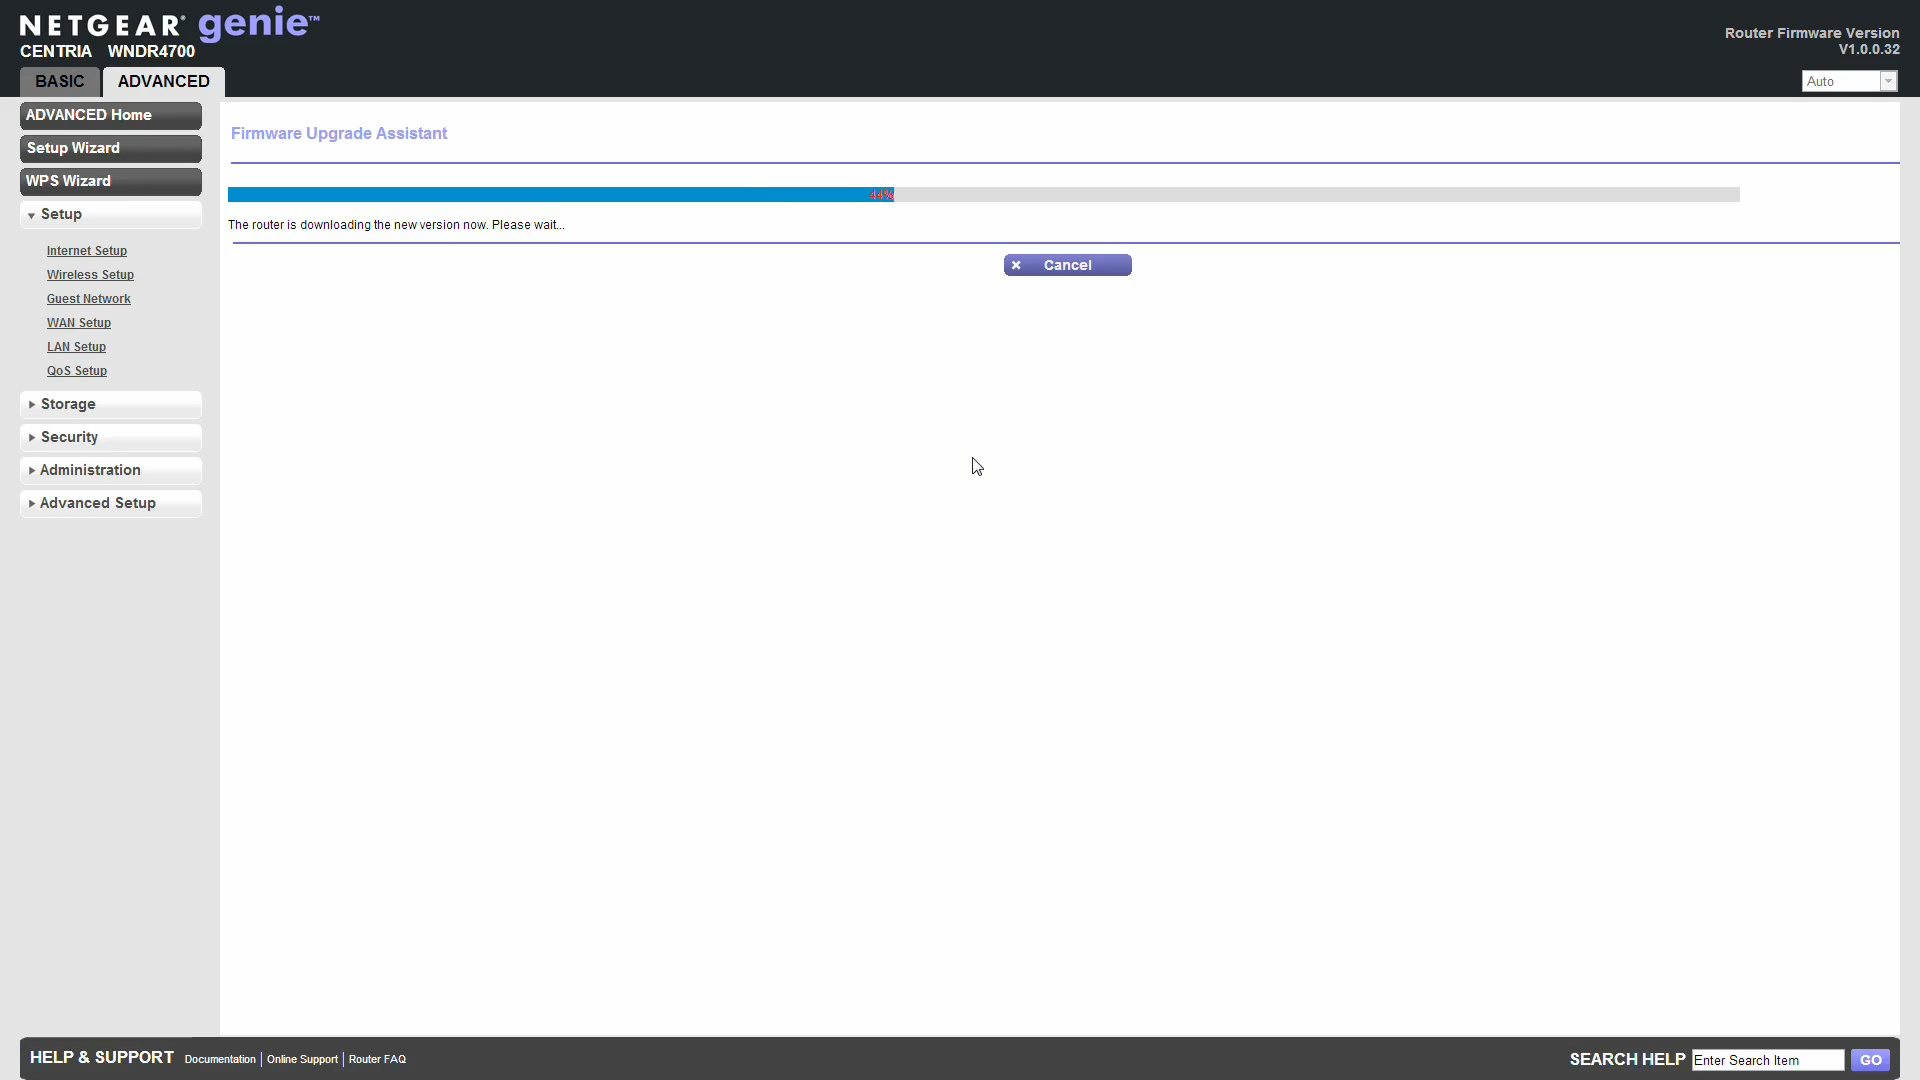 NETGEAR® genie™
CENTRIA WNDR4700
Router Firmware Version
V1.0.0.32
BASIC
ADVANCED
Auto
ADVANCED Home
Setup Wizard
WPS Wizard
Setup
Internet Setup
Wireless Setup
Guest Network
WAN Setup
LAN Setup
QoS Setup
Storage
Security
Administration
Advanced Setup
Firmware Upgrade Assistant
44%
The router is downloading the new version now. Please wait...
Cancel
HELP & SUPPORT Documentation | Online Support | Router FAQ
SEARCH HELP Enter Search Item GO